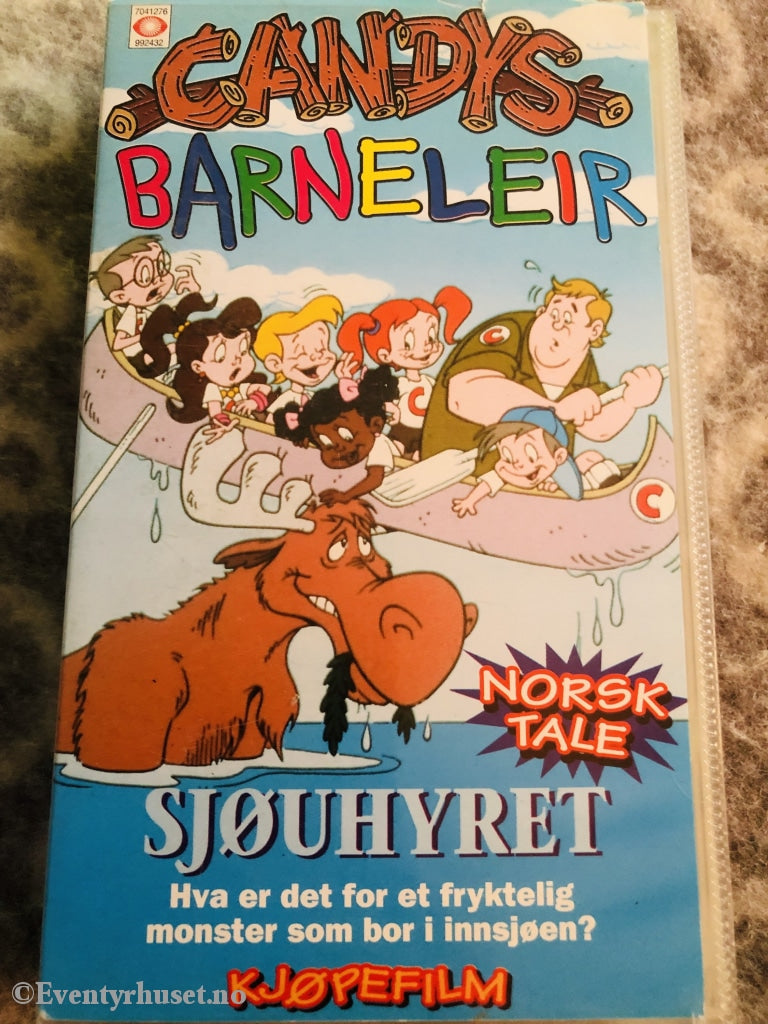 7041276
992432
CANDYS
BARNELEIR
C
C
C
NORSK
TALE
SJØUHYRET
Hva er det for et fryktelig
monster som bor i innsjøen?
KJØPEFILM
©Eventyrhuset.no